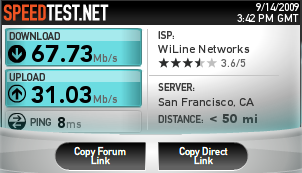 SPEEDTEST.NET
9/14/2009
3:42 PM GMT
DOWNLOAD
67.73 Mb/s
UPLOAD
31.03 Mb/s
PING 8 ms
ISP:
WiLine Networks
3.6/5
SERVER:
San Francisco, CA
DISTANCE: < 50 mi
Copy Forum
Link
Copy Direct
Link